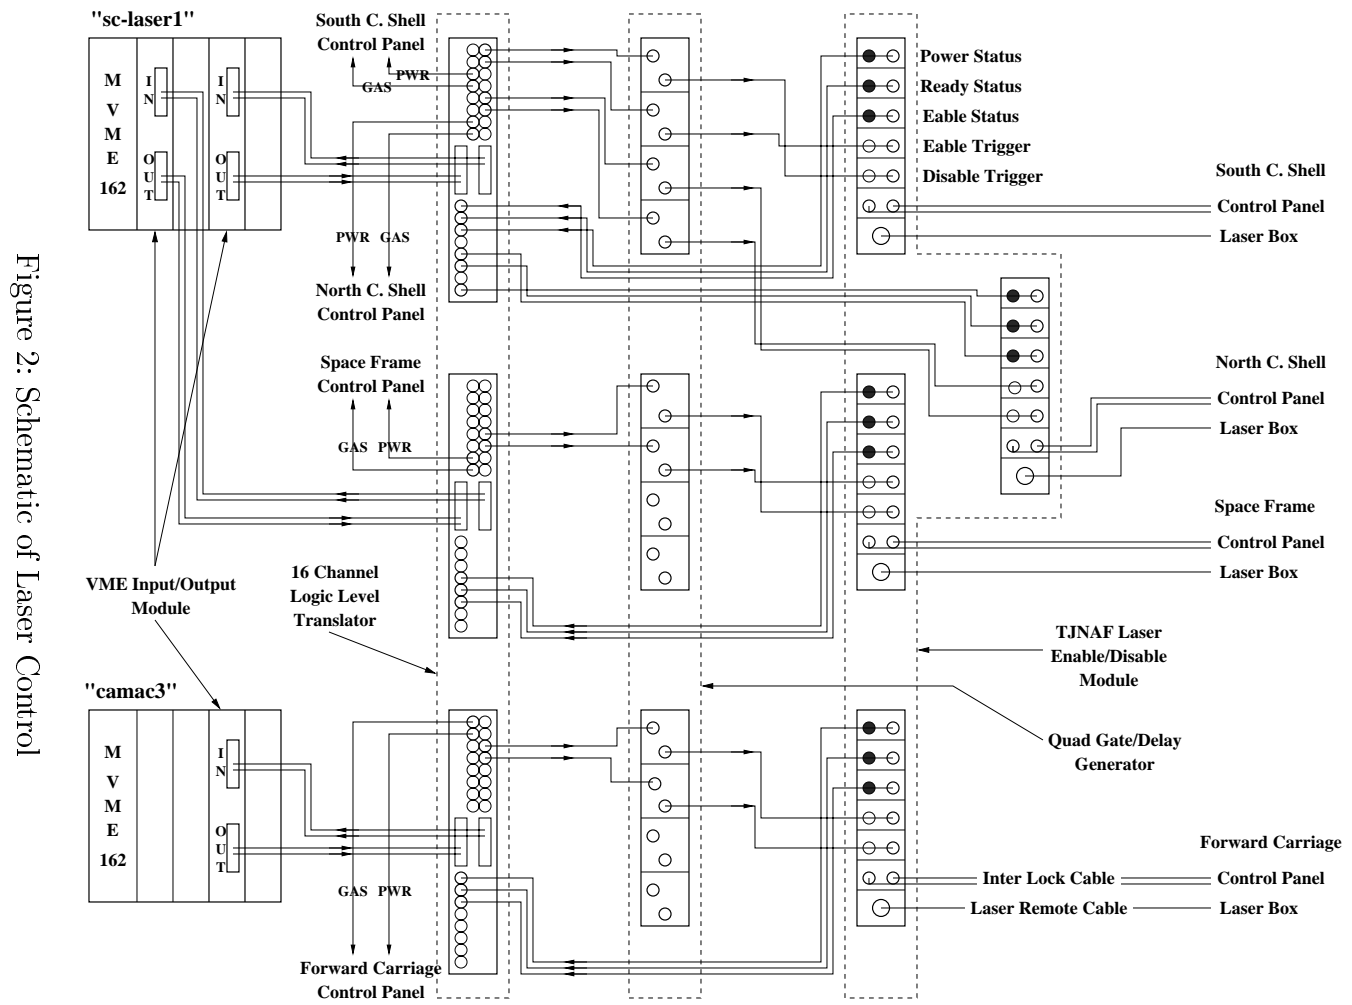 "sc-laser1"
M
V
M
E
162
I
N
I
N
O
U
T
O
U
T
South C. Shell
Control Panel
PWR
GAS
PWR GAS
North C. Shell
Control Panel
Power Status
Ready Status
Eable Status
Eable Trigger
Disable Trigger
South C. Shell
Control Panel
Laser Box
North C. Shell
Control Panel
Laser Box
Space Frame
Control Panel
GAS PWR
Space Frame
Control Panel
Laser Box
VME Input/Output
Module
16 Channel
Logic Level
Translator
TJNAF Laser
Enable/Disable
Module
Quad Gate/Delay
Generator
"camac3"
M
V
M
E
162
I
N
O
U
T
GAS PWR
Forward Carriage
Control Panel
Forward Carriage
Inter Lock Cable
Control Panel
Laser Remote Cable
Laser Box
Figure 2: Schematic of Laser Control